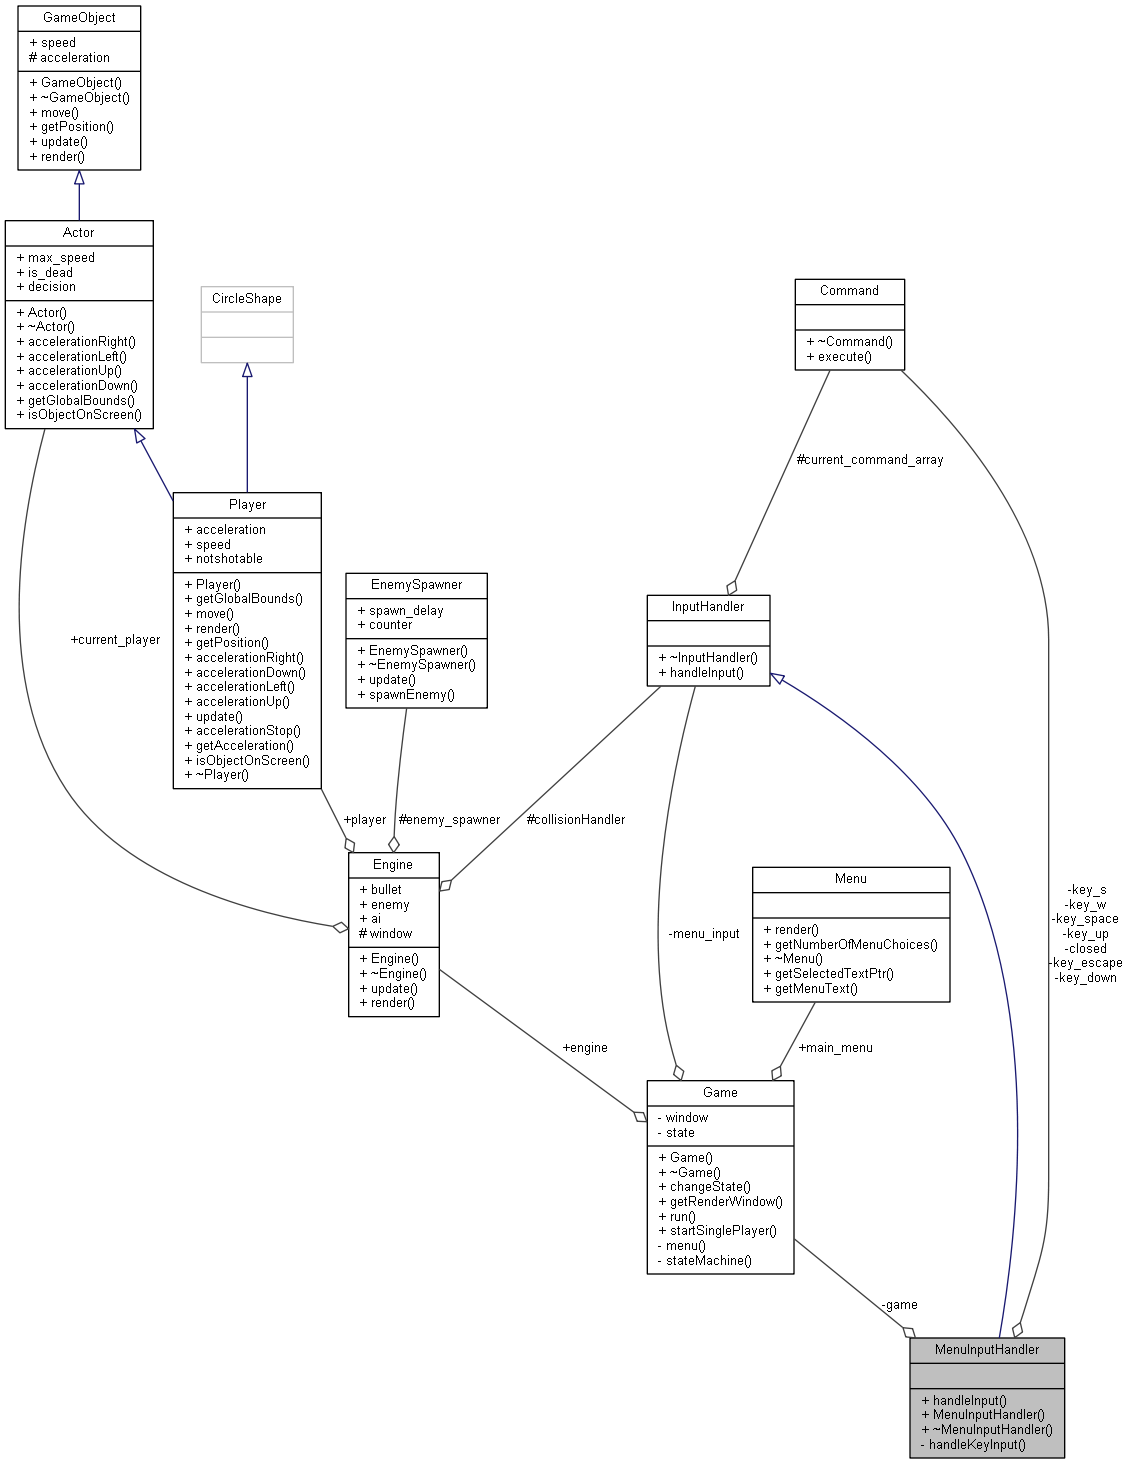 GameObject
+ speed
# acceleration
+ GameObject()
+ ~GameObject()
+ move()
+ getPosition()
+ update()
+ render()
Actor
+ max_speed
+ is_dead
+ decision
+ Actor()
+ ~Actor()
+ accelerationRight()
+ accelerationLeft()
+ accelerationUp()
+ accelerationDown()
+ getGlobalBounds()
+ isObjectOnScreen()
CircleShape
Command
+ ~Command()
+ execute()
#current_command_array
Player
+ acceleration
+ speed
+ notshotable
+ Player()
+ getGlobalBounds()
+ move()
+ render()
+ getPosition()
+ accelerationRight()
+ accelerationDown()
+ accelerationLeft()
+ accelerationUp()
+ update()
+ accelerationStop()
+ getAcceleration()
+ isObjectOnScreen()
+ ~Player()
EnemySpawner
+ spawn_delay
+ counter
+ EnemySpawner()
+ ~EnemySpawner()
+ update()
+ spawnEnemy()
InputHandler
+ ~InputHandler()
+ handleInput()
+current_player
+player
#enemy_spawner
#collisionHandler
Engine
+ bullet
+ enemy
+ ai
# window
+ Engine()
+ ~Engine()
+ update()
+ render()
-menu_input
Menu
+ render()
+ getNumberOfMenuChoices()
+ ~Menu()
+ getSelectedTextPtr()
+ getMenuText()
-key_s
-key_w
-key_space
-key_up
-closed
-key_escape
-key_down
+engine
+main_menu
Game
- window
- state
+ Game()
+ ~Game()
+ changeState()
+ getRenderWindow()
+ run()
+ startSinglePlayer()
- menu()
- stateMachine()
-game
MenuInputHandler
+ handleInput()
+ MenuInputHandler()
+ ~MenuInputHandler()
- handleKeyInput()